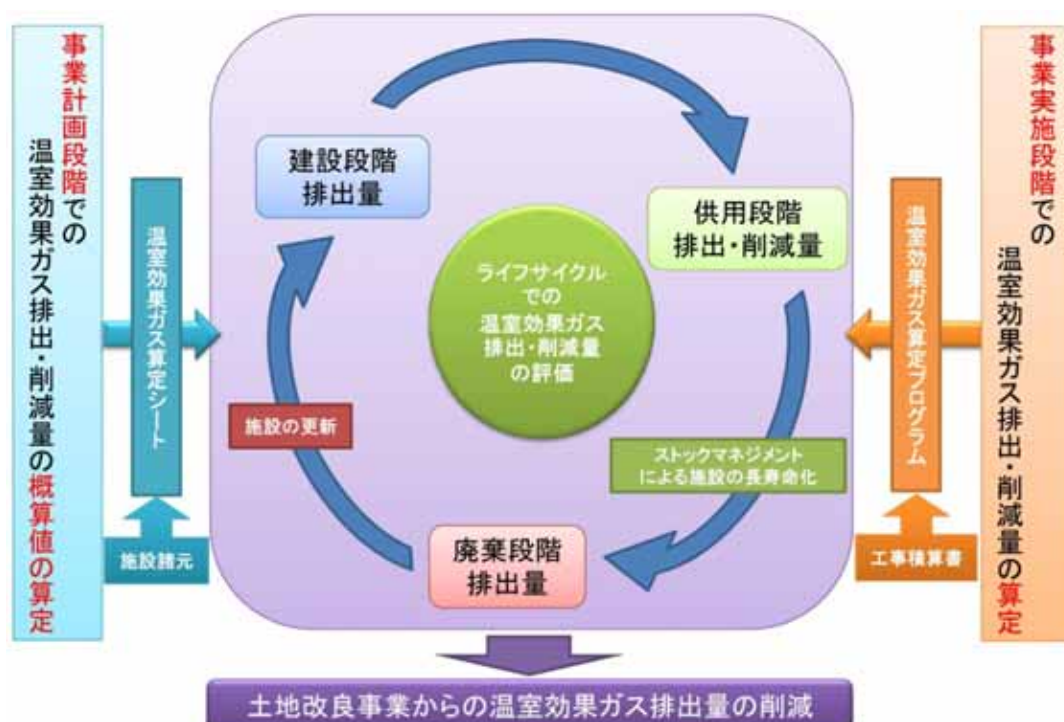 事業計画段階での
温室効果ガス排出・削減量の概算値の算定
温室効果ガス算定シート
施設諸元
建設段階
排出量
供用段階
排出・削減量
ライフサイクル
での
温室効果ガス
排出・削減量
の評価
施設の更新
ストックマネジメント
による施設の長寿命化
廃棄段階
排出量
温室効果ガス算定プログラム
工事積算書
事業実施段階での
温室効果ガス排出・削減量の算定
土地改良事業からの温室効果ガス排出量の削減